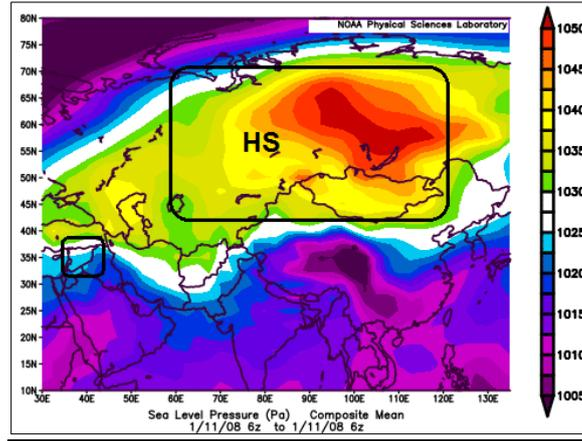 NOAA Physical Sciences Laboratory
80N
75N
70N
65N
60N
55N
50N
45N
40N
35N
30N
25N
20N
15N
10N
HS
30E 40E 50E 60E 70E 80E 90E 100E 110E 120E 130E
Sea Level Pressure (Pa) Composite Mean
1/11/08 6z to 1/11/08 6z
1050
1045
1040
1035
1030
1025
1020
1015
1010
1005